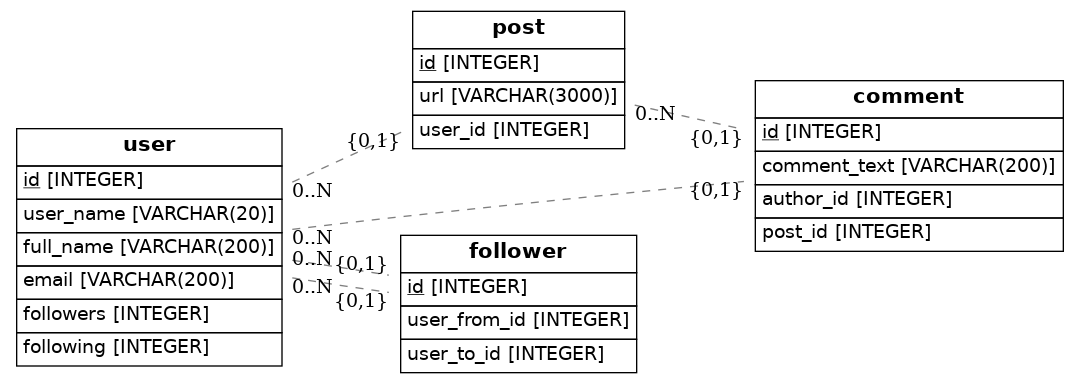 post
id [INTEGER]
url [VARCHAR(3000)]
user_id [INTEGER]
comment
id [INTEGER]
comment_text [VARCHAR(200)]
author_id [INTEGER]
post_id [INTEGER]
user
id [INTEGER]
user_name [VARCHAR(20)]
full_name [VARCHAR(200)]
email [VARCHAR(200)]
followers [INTEGER]
following [INTEGER]
follower
id [INTEGER]
user_from_id [INTEGER]
user_to_id [INTEGER]
0..N
{0,1}
{0,1}
0..N
{0,1}
0..N
0..N
{0,1}
0..N
{0,1}